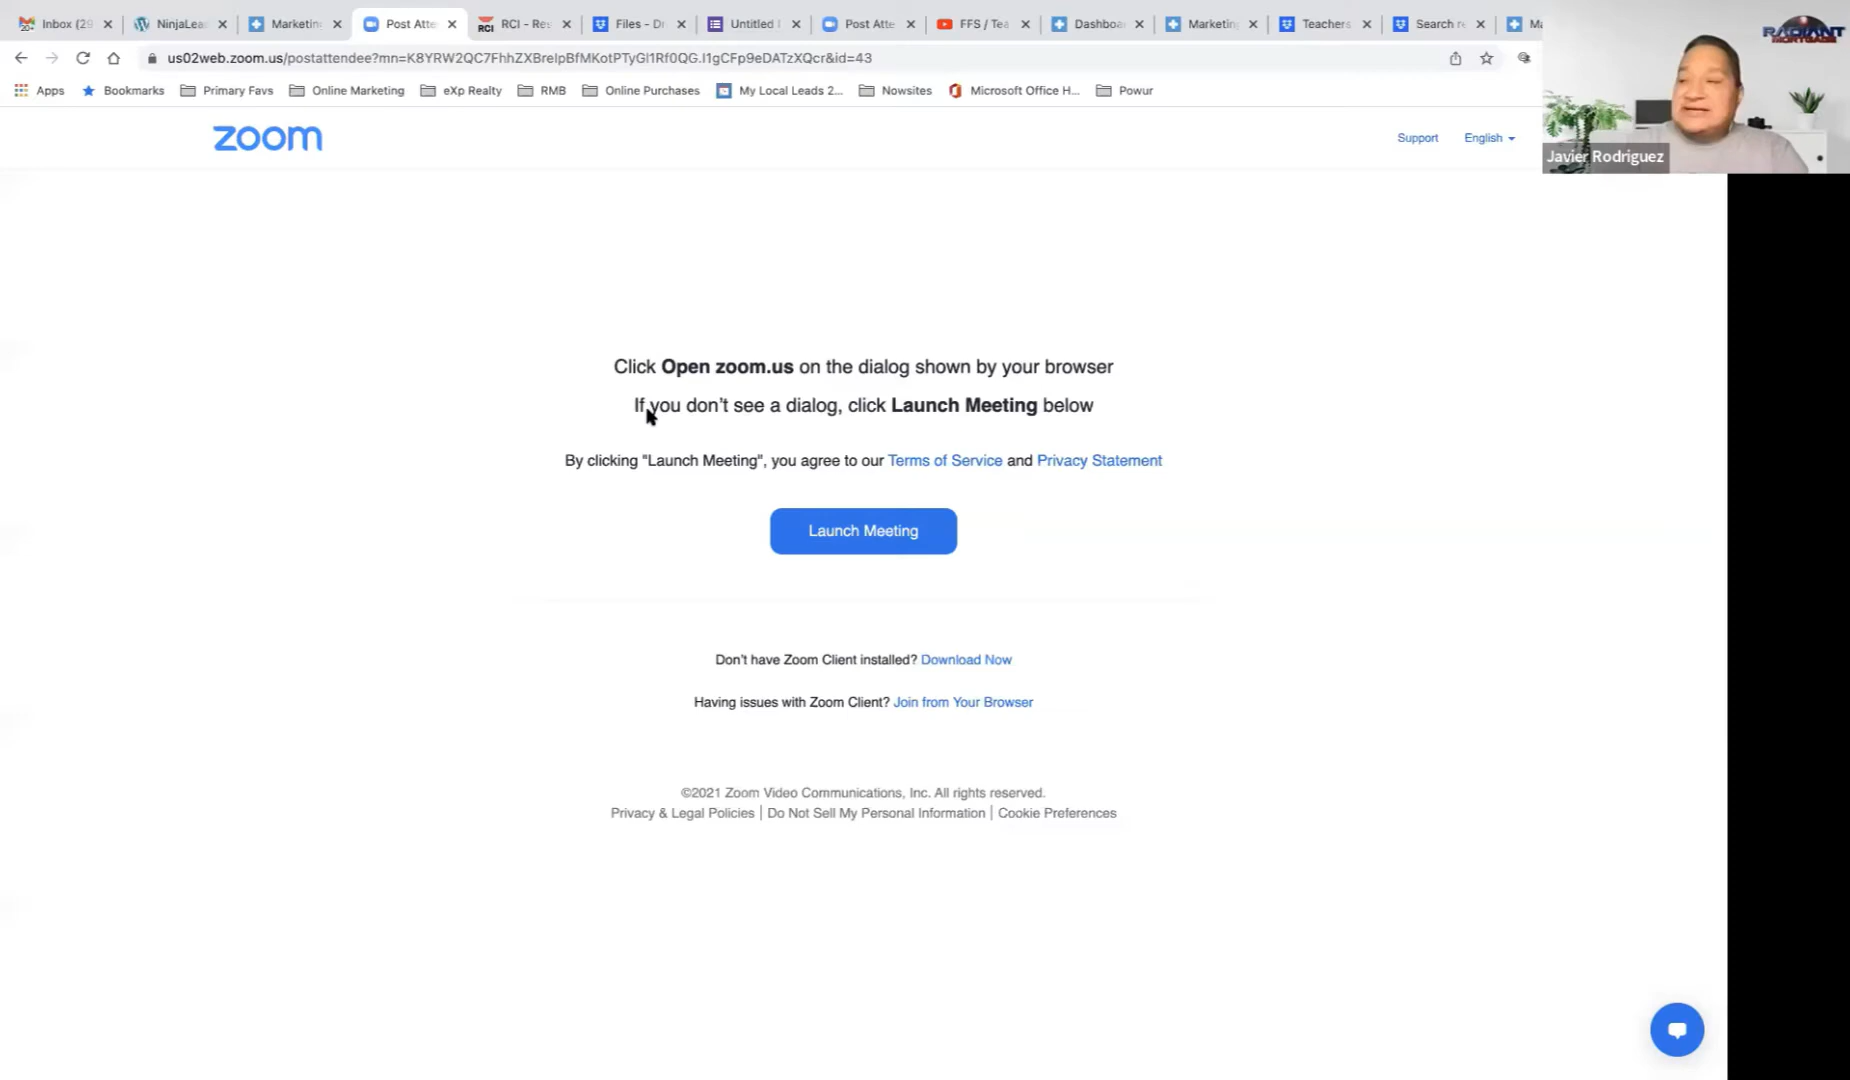 Inbox (29
NinjaLea
Marketin
Post Atte
RCI - Res
Files - Dr
Untitled
Post Atte
FFS / Tea
Dashboa
Marketing
Teachers
Search re
Ma
us02web.zoom.us/postattendee?mn=K8YRW2QC7FhhZXBrelpBfMKotPTyGl1Rf0QG.I1gCFp9eDATzXQcr&id=43
Apps
Bookmarks
Primary Favs
Online Marketing
eXp Realty
RMB
Online Purchases
My Local Leads 2...
Nowsites
Microsoft Office H...
Powur
RADIANT
MORTGAGE
Javier Rodriguez
zoom
Support
English
Click Open zoom.us on the dialog shown by your browser
If you don't see a dialog, click Launch Meeting below
By clicking "Launch Meeting", you agree to our Terms of Service and Privacy Statement
Launch Meeting
Don't have Zoom Client installed? Download Now
Having issues with Zoom Client? Join from Your Browser
©2021 Zoom Video Communications, Inc. All rights reserved.
Privacy & Legal Policies | Do Not Sell My Personal Information | Cookie Preferences